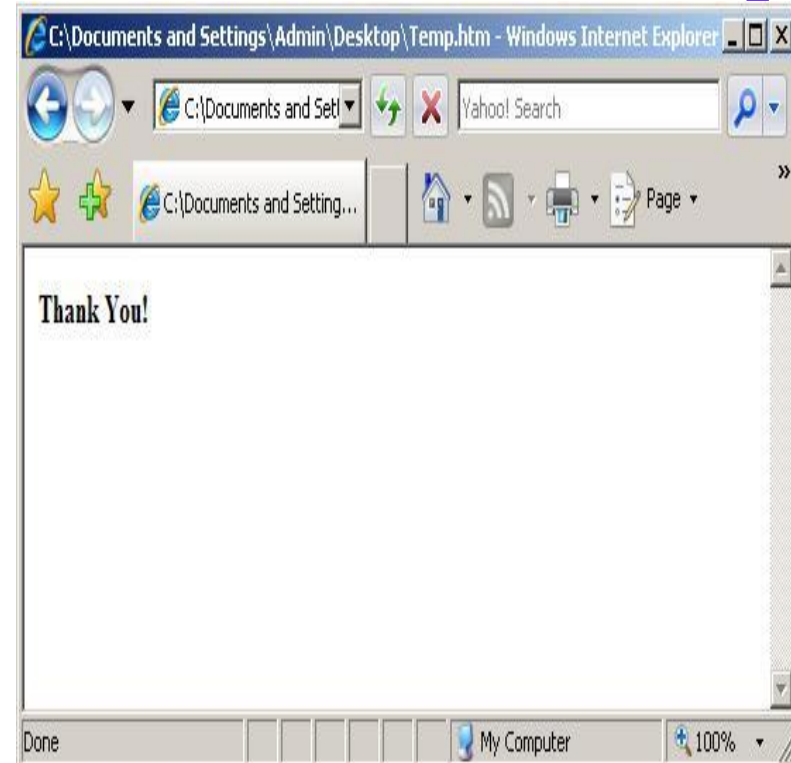 C:\Documents and Settings\Admin\Desktop\Temp.htm - Windows Internet Explorer
C:\Documents and Sett
Yahoo! Search
C:\Documents and Setting...
Page
Thank You!
Done
My Computer
100%